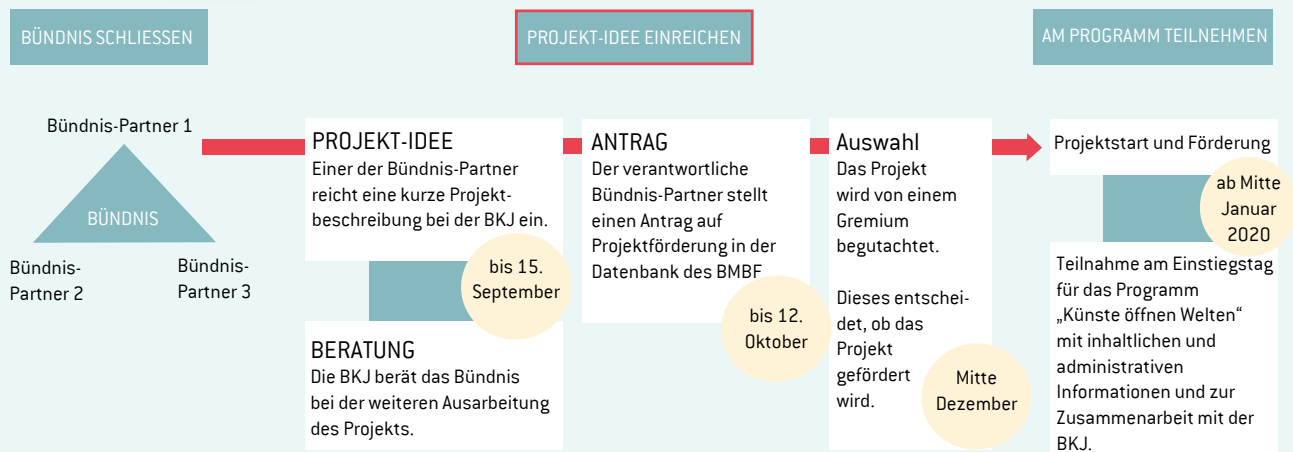 BÜNDNIS SCHLIESSEN
PROJEKT-IDEE EINREICHEN
AM PROGRAMM TEILNEHMEN
Bündnis-Partner 1
BÜNDNIS
Bündnis-
Partner 2
Bündnis-
Partner 3
PROJEKT-IDEE
Einer der Bündnis-Partner
reicht eine kurze Projekt-
beschreibung bei der BKJ ein.
bis 15.
September
BERATUNG
Die BKJ berät das Bündnis
bei der weiteren Ausarbeitung
des Projekts.
ANTRAG
Der verantwortliche
Bündnis-Partner stellt
einen Antrag auf
Projektförderung in der
Datenbank des BMBF
bis 12.
Oktober
Auswahl
Das Projekt
wird von einem
Gremium
begutachtet.
Dieses entschei-
det, ob das
Projekt
gefördert
wird.
Mitte
Dezember
Projektstart und Förderung
ab Mitte
Januar
2020
Teilnahme am Einstiegstag
für das Programm
„Künste öffnen Welten“
mit inhaltlichen und
administrativen
Informationen und zur
Zusammenarbeit mit der
BKJ.